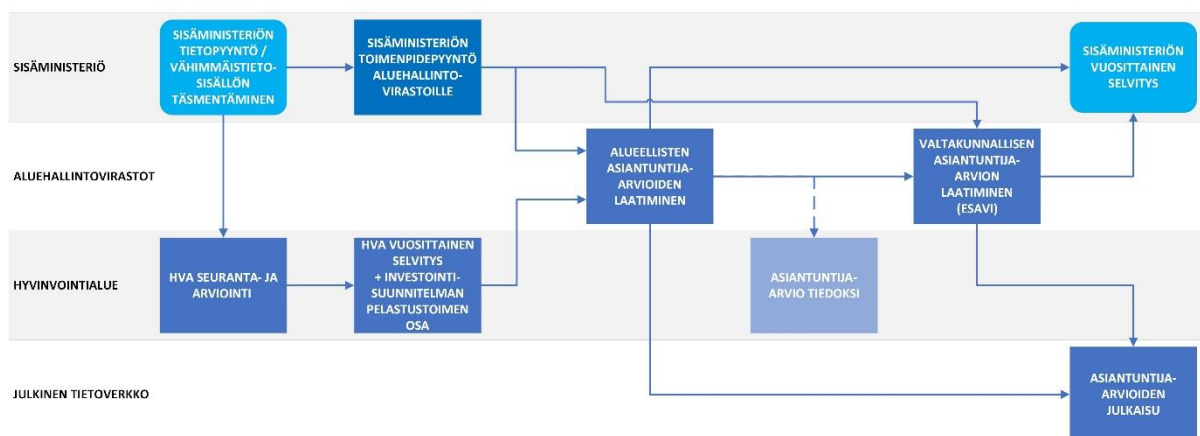 SISÄMINISTERIÖ
SISÄMINISTERIÖN
TIETOPYYNTÖ /
VÄHIMMÄISTIETO-
SISÄLLÖN
TÄSMENTÄMINEN
SISÄMINISTERIÖN
TOIMENPIDEPYYNTÖ
ALUEHALLINTO-
VIRASTOILLE
SISÄMINISTERIÖN
VUOSITTAINEN
SELVITYS
ALUEHALLINTOVIRASTOT
ALUEELLISTEN
ASIANTUNTIJA-
ARVIOIDEN
LAATIMINEN
VALTAKUNNALLISEN
ASIANTUNTIJA-
ARVION
LAATIMINEN
(ESAVI)
HYVINVOINTIALUE
HVA SEURANTA- JA
ARVIOINTI
HVA VUOSITTAINEN
SELVITYS
+ INVESTOINTI-
SUUNNITELMAN
PELASTUSTOIMEN
OSA
ASIANTUNTIJA-
ARVIO TIEDOKSI
JULKINEN TIETOVERKKO
ASIANTUNTIJA-
ARVIOIDEN
JULKAISU